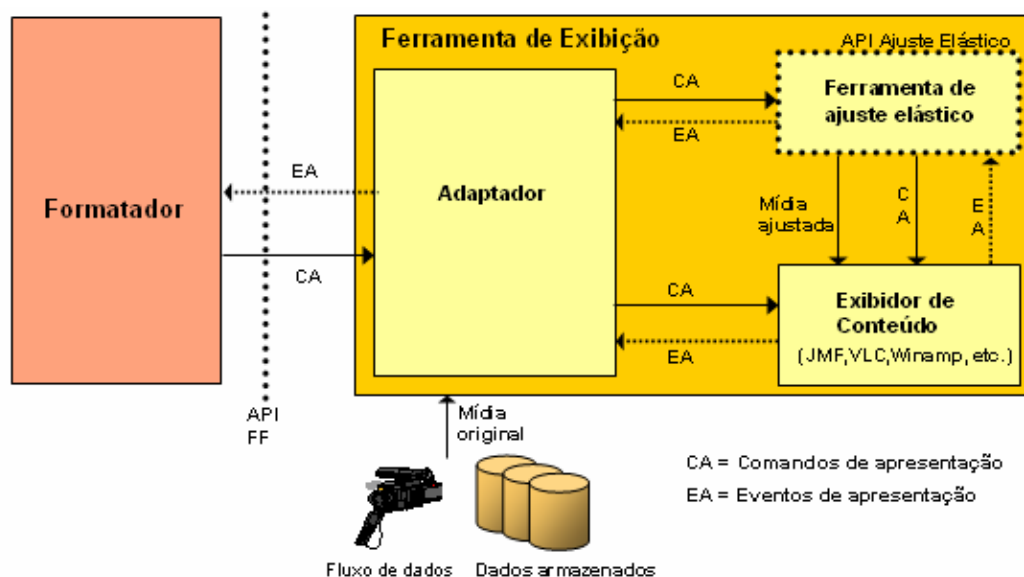 Ferramenta de Exibição
API Ajuste Elástico
Ferramenta de
ajuste elástico
CA
EA
EA
Formatador
Adaptador
CA
Mídia
ajustada
C
A
E
A
CA
EA
Exibidor de
Conteúdo
(JMF,VLC,Winamp, etc.)
API
FF
Mídia
original
CA = Comandos de apresentação
EA = Eventos de apresentação
Fluxo de dados
Dados armazenados